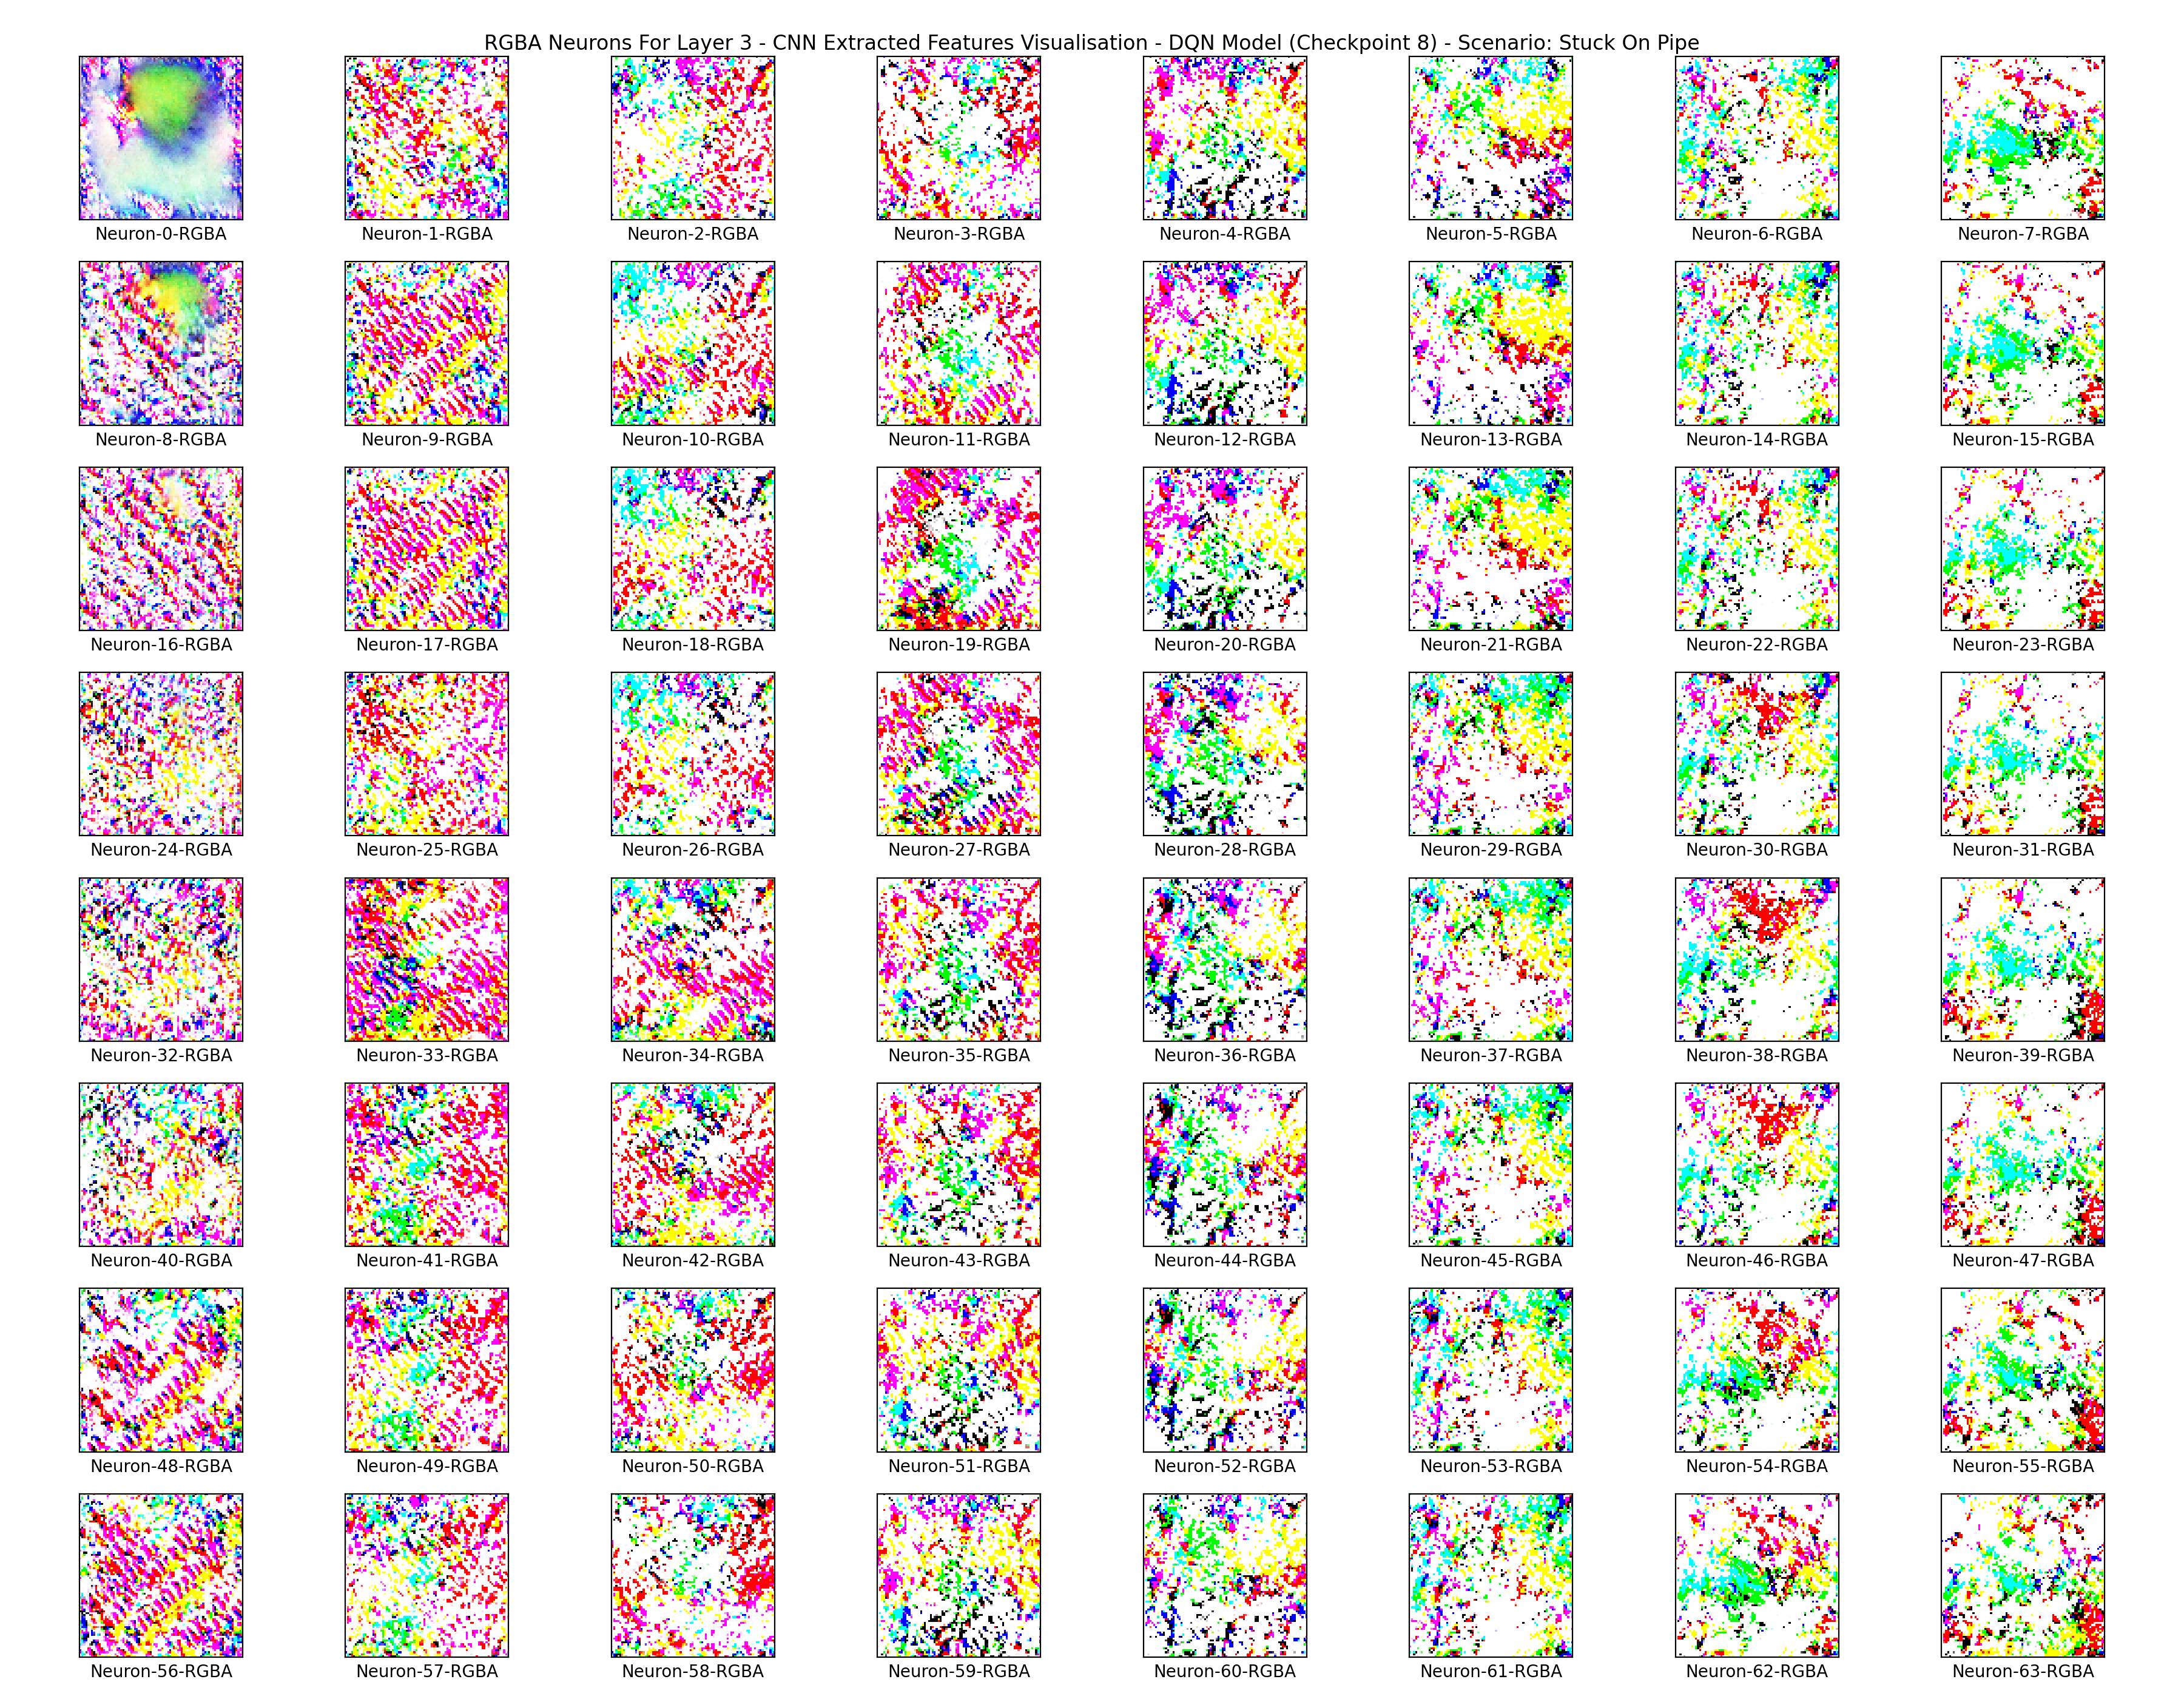 RGBA Neurons For Layer 3 - CNN Extracted Features Visualisation - DQN Model (Checkpoint 8) - Scenario: Stuck On Pipe
Neuron-0-RGBA Neuron-1-RGBA Neuron-2-RGBA Neuron-3-RGBA Neuron-4-RGBA Neuron-5-RGBA Neuron-6-RGBA Neuron-7-RGBA
Neuron-8-RGBA Neuron-9-RGBA Neuron-10-RGBA Neuron-11-RGBA Neuron-12-RGBA Neuron-13-RGBA Neuron-14-RGBA Neuron-15-RGBA
Neuron-16-RGBA Neuron-17-RGBA Neuron-18-RGBA Neuron-19-RGBA Neuron-20-RGBA Neuron-21-RGBA Neuron-22-RGBA Neuron-23-RGBA
Neuron-24-RGBA Neuron-25-RGBA Neuron-26-RGBA Neuron-27-RGBA Neuron-28-RGBA Neuron-29-RGBA Neuron-30-RGBA Neuron-31-RGBA
Neuron-32-RGBA Neuron-33-RGBA Neuron-34-RGBA Neuron-35-RGBA Neuron-36-RGBA Neuron-37-RGBA Neuron-38-RGBA Neuron-39-RGBA
Neuron-40-RGBA Neuron-41-RGBA Neuron-42-RGBA Neuron-43-RGBA Neuron-44-RGBA Neuron-45-RGBA Neuron-46-RGBA Neuron-47-RGBA
Neuron-48-RGBA Neuron-49-RGBA Neuron-50-RGBA Neuron-51-RGBA Neuron-52-RGBA Neuron-53-RGBA Neuron-54-RGBA Neuron-55-RGBA
Neuron-56-RGBA Neuron-57-RGBA Neuron-58-RGBA Neuron-59-RGBA Neuron-60-RGBA Neuron-61-RGBA Neuron-62-RGBA Neuron-63-RGBA